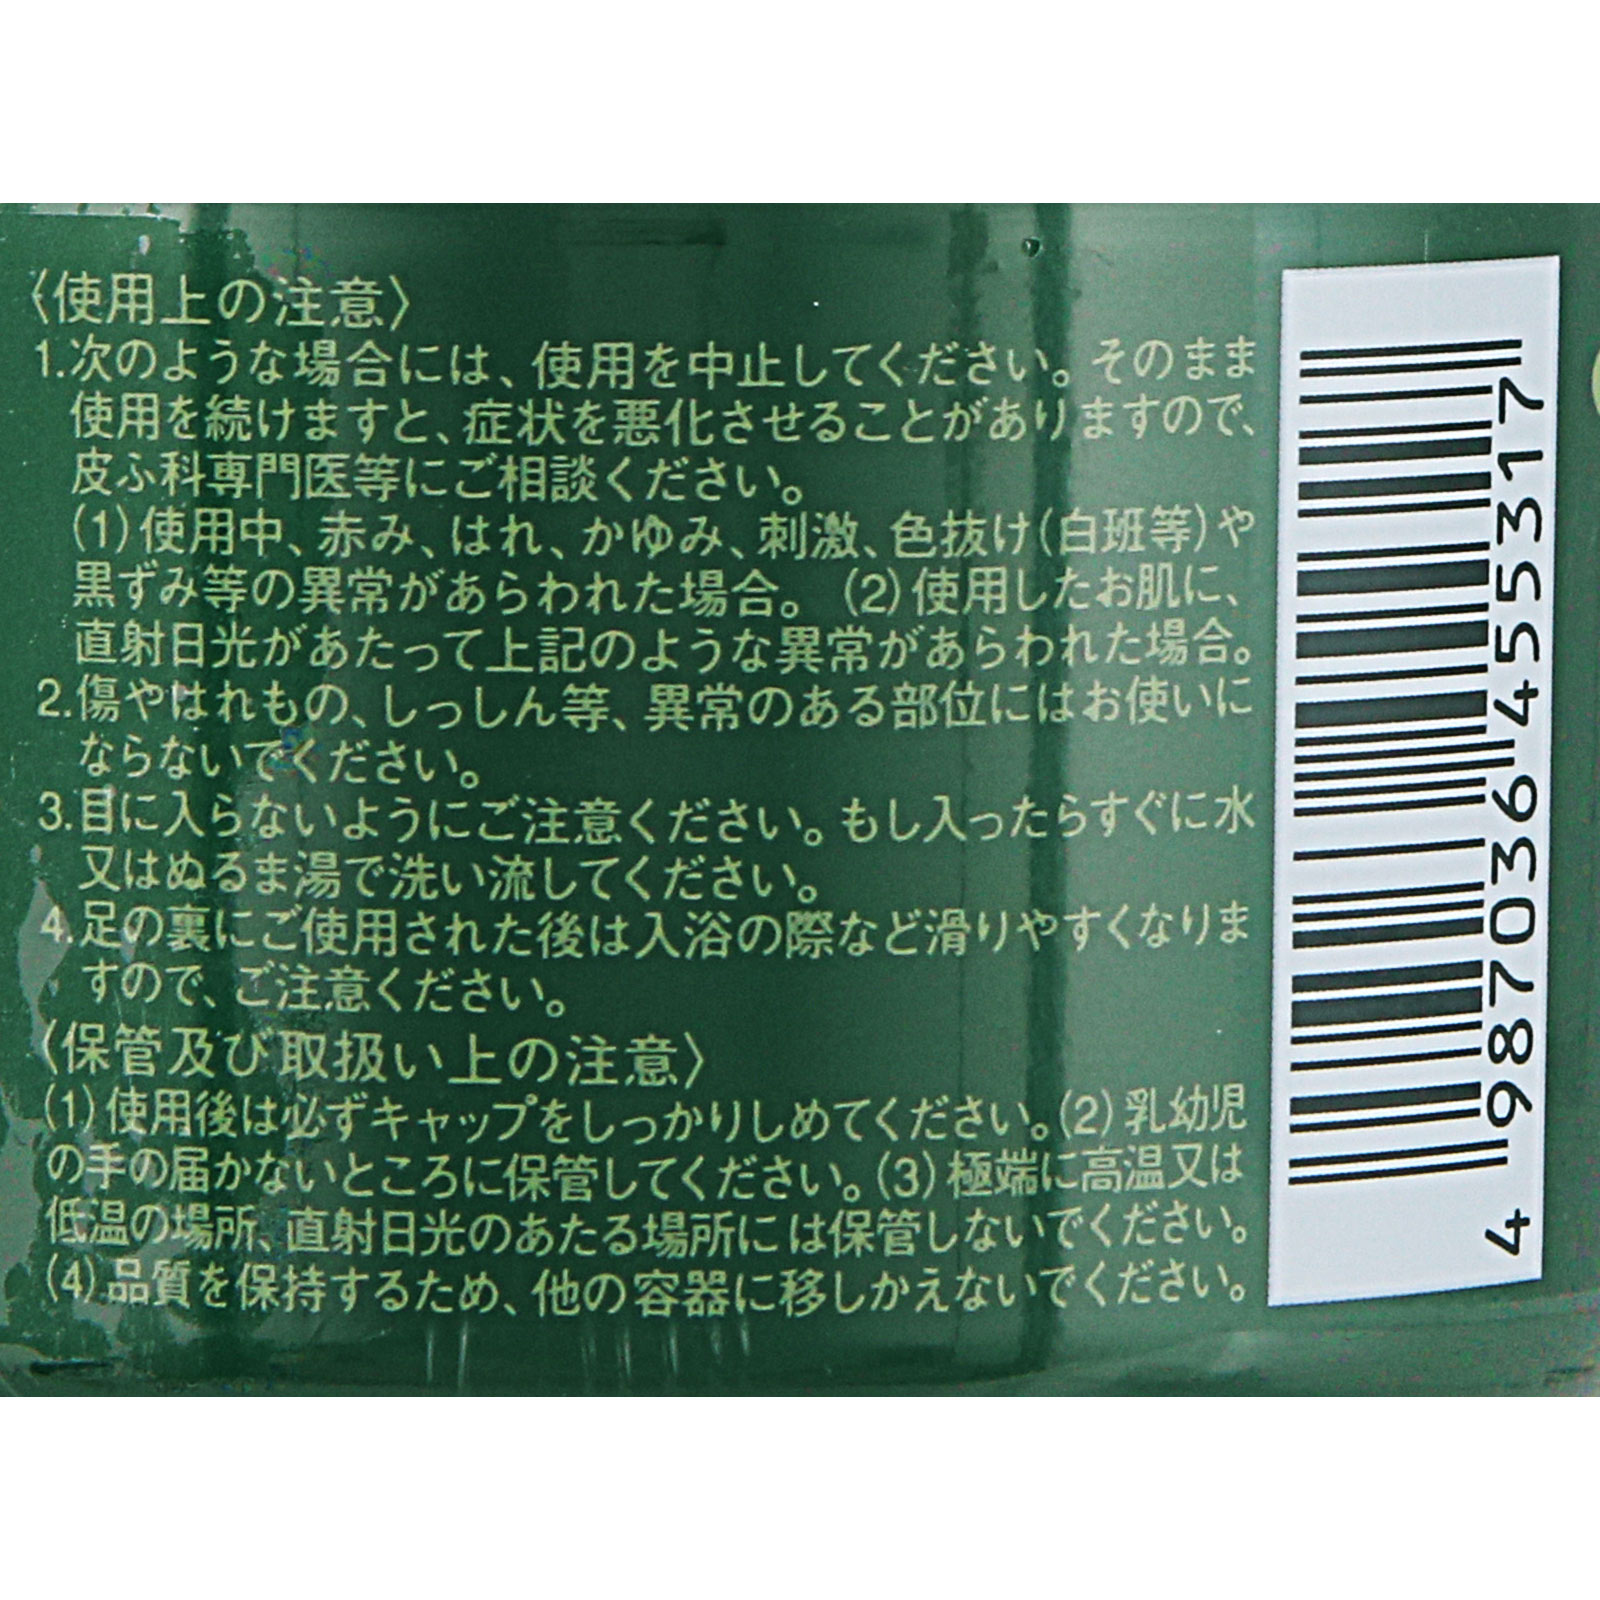 〈使用上の注意〉
1.次のような場合には、使用を中止してください。そのまま
使用を続けますと、症状を悪化させることがありますので、
皮ふ科専門医等にご相談ください。
(1)使用中、赤み、はれ、かゆみ、刺激、色抜け(白斑等)や
黒ずみ等の異常があらわれた場合。(2)使用したお肌に、
直射日光があたって上記のような異常があらわれた場合。
2.傷やはれもの、しっしん等、異常のある部位にはお使いに
ならないでください。
3.目に入らないようにご注意ください。もし入ったらすぐに水
又はぬるま湯で洗い流してください。
4.足の裏にご使用された後は入浴の際など滑りやすくなりま
すので、ご注意ください。
〈保管及び取扱い上の注意〉
(1)使用後は必ずキャップをしっかりしめてください。(2)乳幼児
の手の届かないところに保管してください。(3)極端に高温又は
低温の場所、直射日光のあたる場所には保管しないでください。
(4)品質を保持するため、他の容器に移しかえないでください。
4987036455317